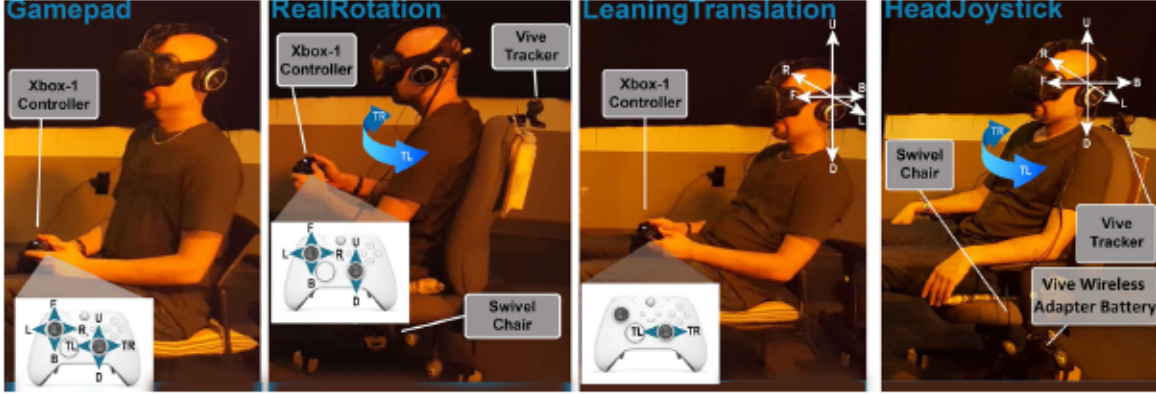 Gamepad
Xbox-1
Controller
F
L
R
B
U
TL
TR
D
RealRotation
Xbox-1
Controller
Vive
Tracker
TR
TL
F
L
R
B
U
D
Swivel
Chair
LeaningTranslation
Xbox-1
Controller
U
R
F
B
L
D
TL
TR
HeadJoystick
U
R
F
B
L
D
TR
TL
Swivel
Chair
Vive
Tracker
Vive Wireless
Adapter Battery